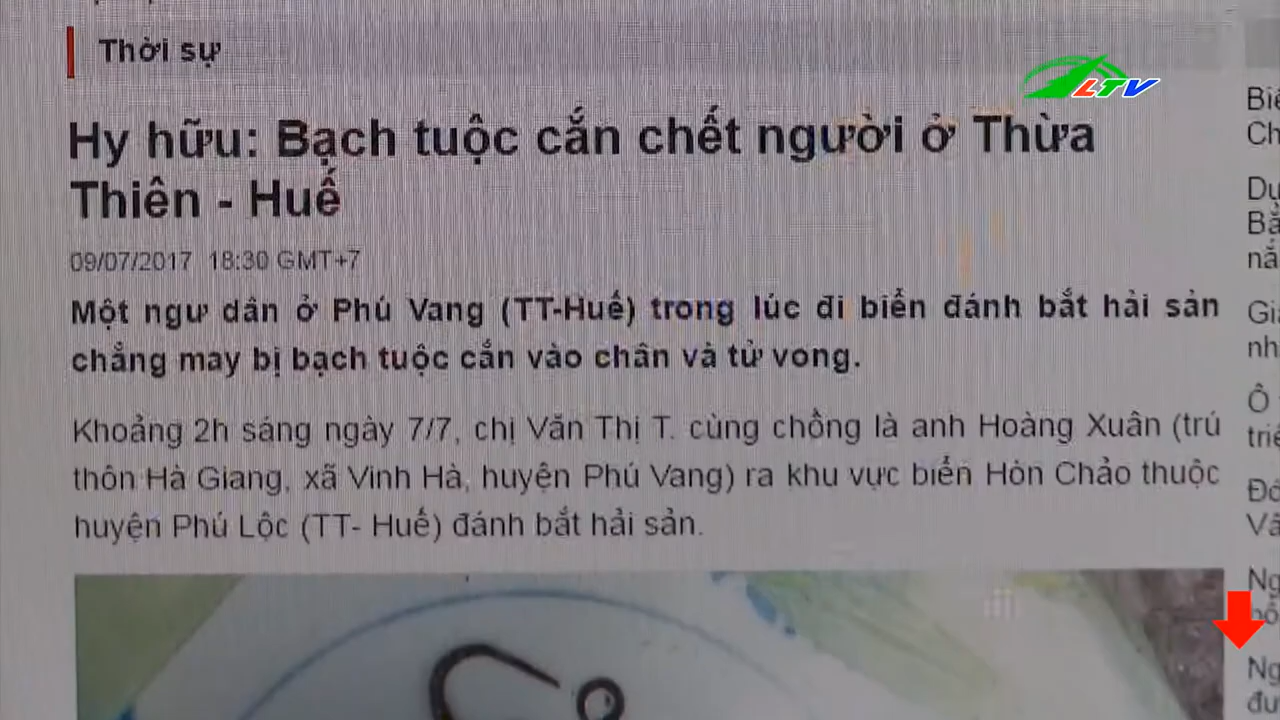 Thời sự
LTV
Hy hữu: Bạch tuộc cắn chết người ở Thừa
Thiên - Huế
09/07/2017 18:30 GMT+7
Một ngư dân ở Phú Vang (TT-Huế) trong lúc đi biển đánh bắt hải sản
chẳng may bị bạch tuộc cắn vào chân và tử vong.
Khoảng 2h sáng ngày 7/7, chị Văn Thị T. cùng chồng là anh Hoàng Xuân (trú
thôn Hà Giang, xã Vinh Hà, huyện Phú Vang) ra khu vực biển Hòn Chảo thuộc
huyện Phú Lộc (TT- Huế) đánh bắt hải sản.
Ch
Ô
nh
Ng
Ng